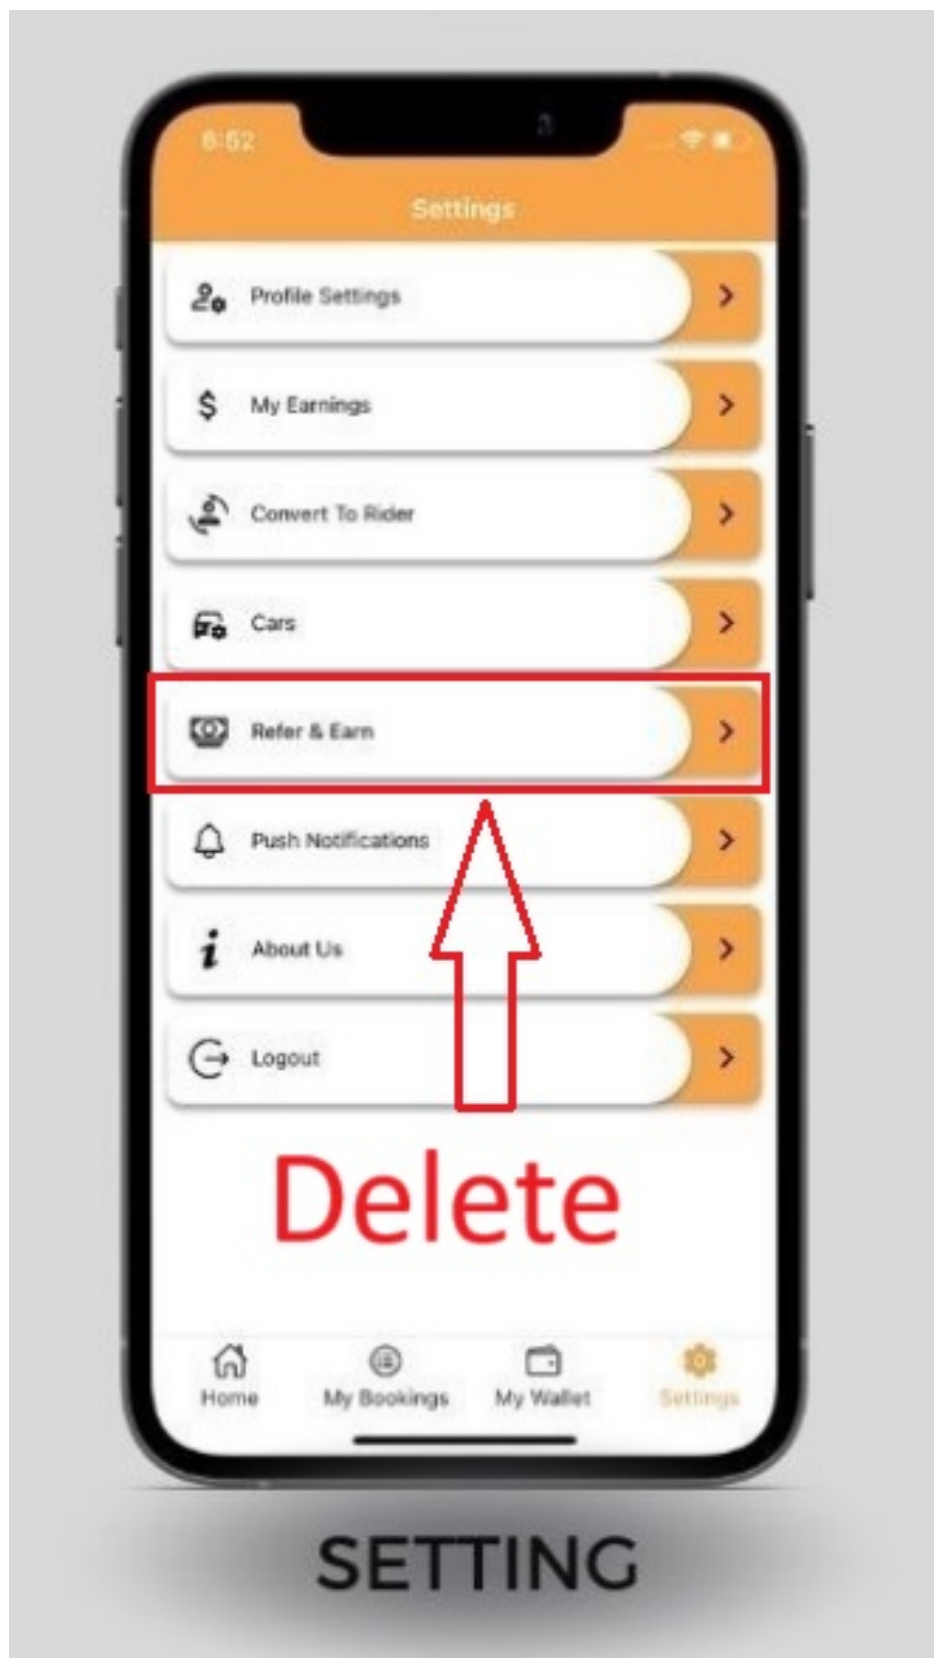 6:52
Settings
Profile Settings
$ My Earnings
Convert To Rider
Cars
Refer & Earn
Push Notifications
i About Us
Logout
Delete
Home My Bookings My Wallet Settings
SETTING